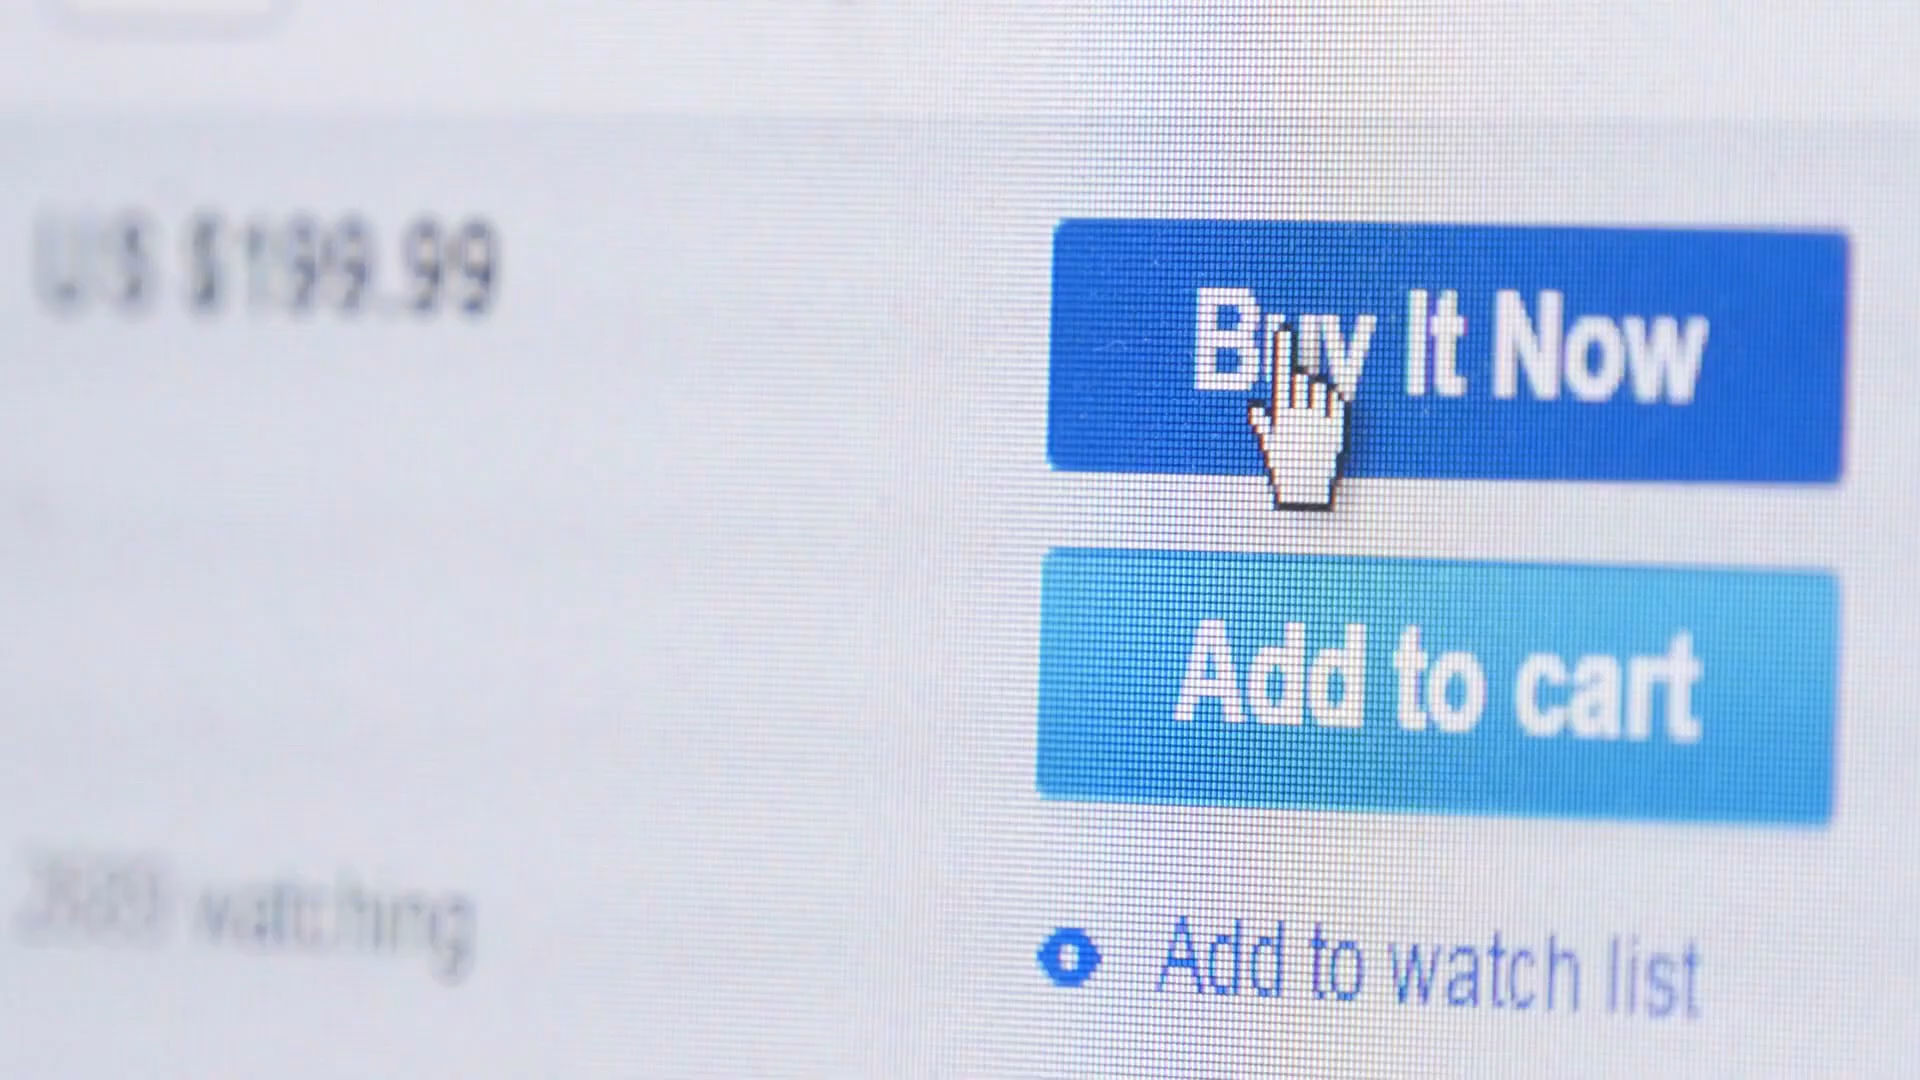 US $199.99
Buy It Now
Add to cart
watching
Add to watch list